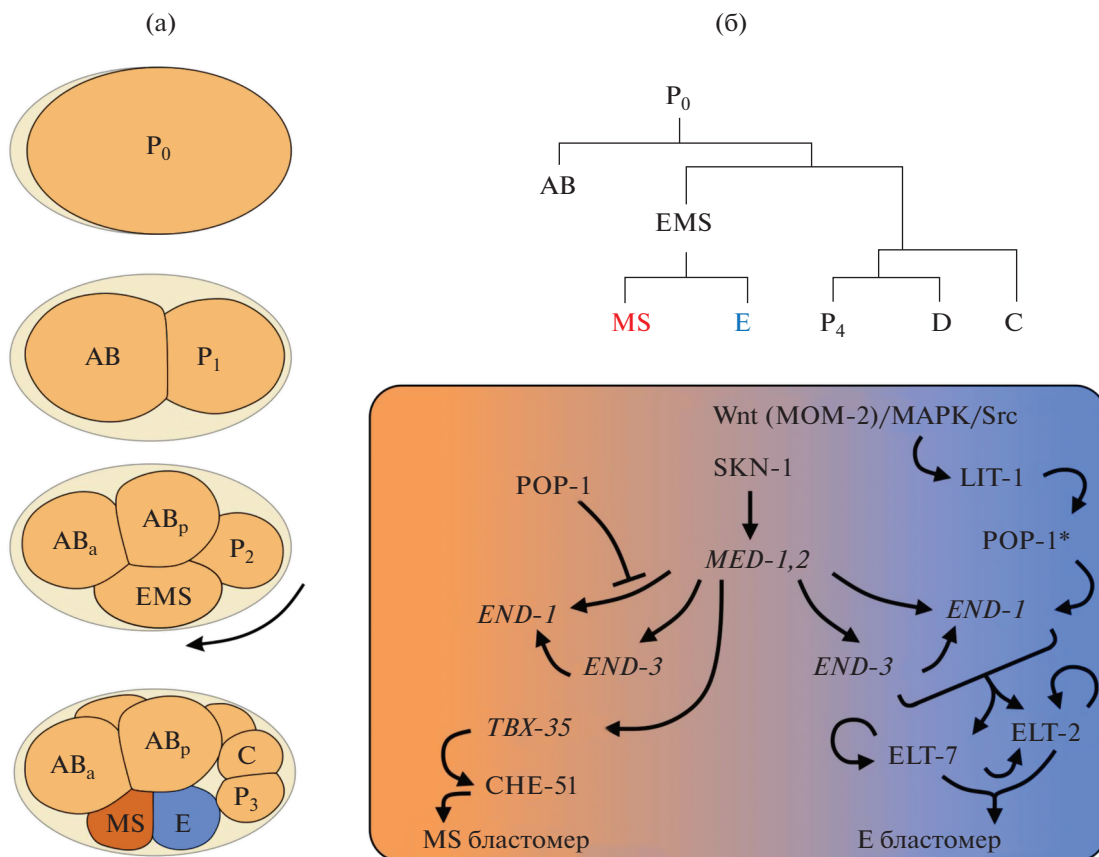 (а)
P₀
AB P₁
ABₐ ABₚ P₂
EMS
ABₐ ABₚ C
P₃
MS E
(б)
P₀
AB
EMS
MS E P₄ D C
Wnt (MOM-2)/MAPK/Src
SKN-1 LIT-1
POP-1
POP-1*
MED-1,2
END-1 END-1
END-3 END-3
TBX-35 ELT-2
ELT-7
CHE-51
MS бластомер E бластомер